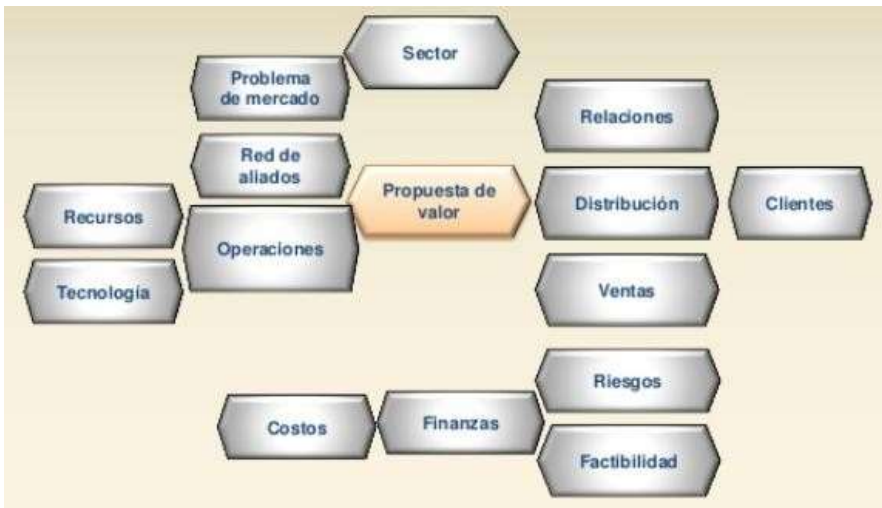 Sector
Problema
de mercado
Relaciones
Red de
aliados
Propuesta de
valor
Distribución
Clientes
Recursos
Operaciones
Tecnología
Ventas
Riesgos
Costos
Finanzas
Factibilidad